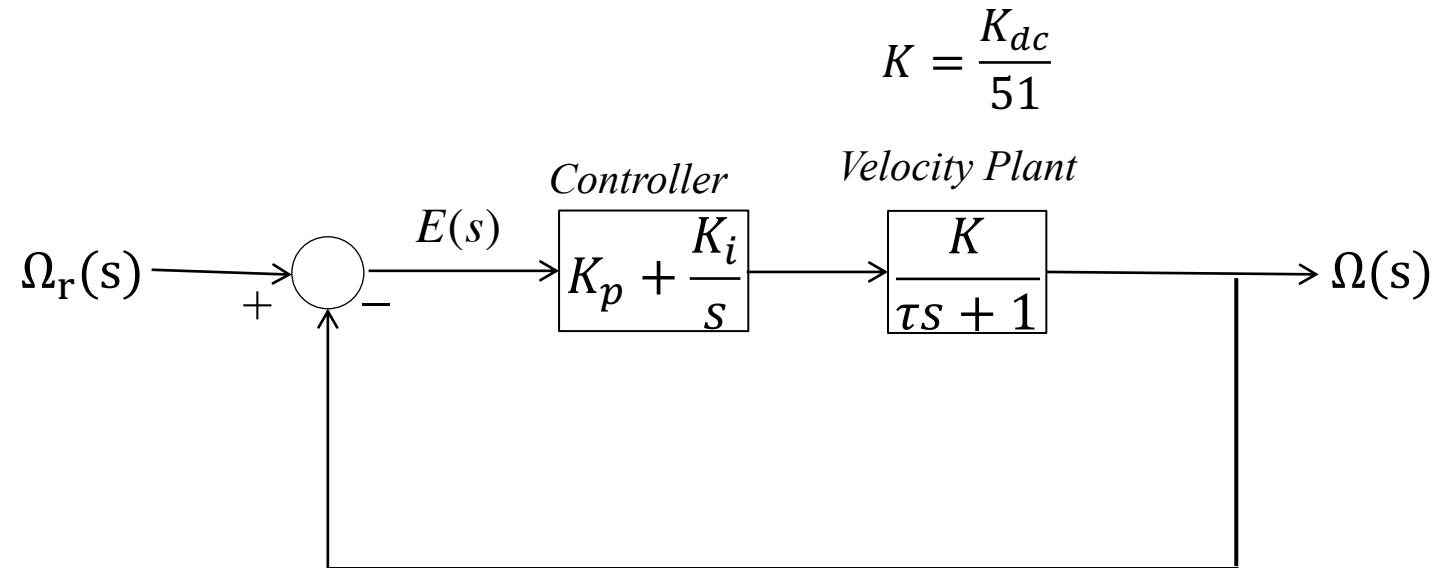 K = K_dc / 51
Controller
Velocity Plant
Ω_r(s)
+
−
E(s)
K_p + K_i / s
K / τs + 1
Ω(s)